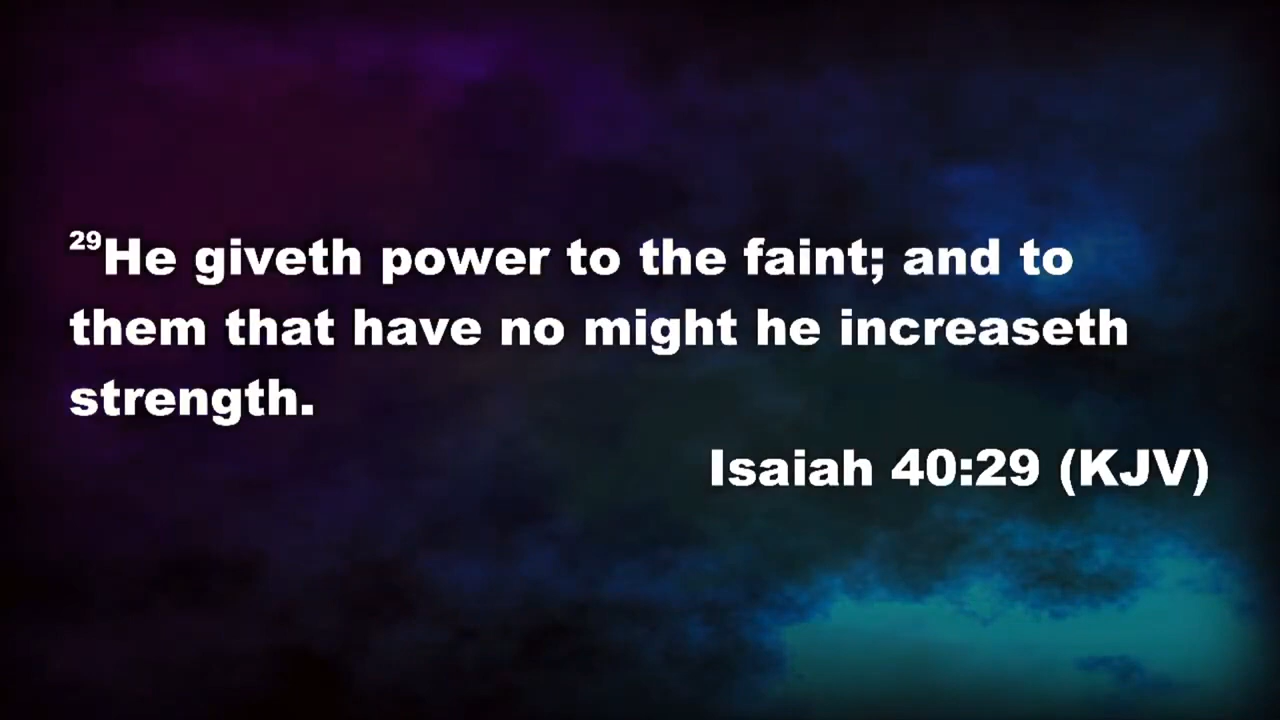 29He giveth power to the faint; and to
them that have no might he increaseth
strength.
Isaiah 40:29 (KJV)